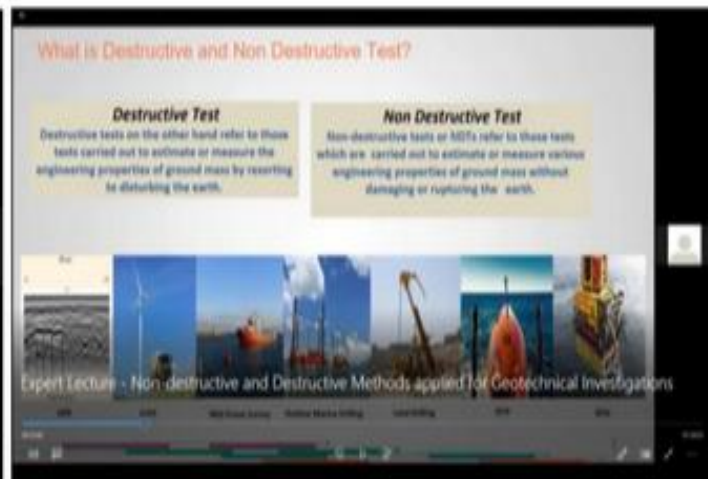 What is Destructive and Non Destructive Test?
Destructive Test
Destructive tests on the other hand refer to those
tests carried out to estimate or measure the
engineering properties of ground mass by resorting
to disturbing the earth.
Non Destructive Test
Non-destructive tests or NDTs refer to those tests
which are carried out to estimate or measure various
engineering properties of ground mass without
damaging or rupturing the earth.
Expert Lecture - Non-destructive and Destructive Methods applied for Geotechnical Investigations